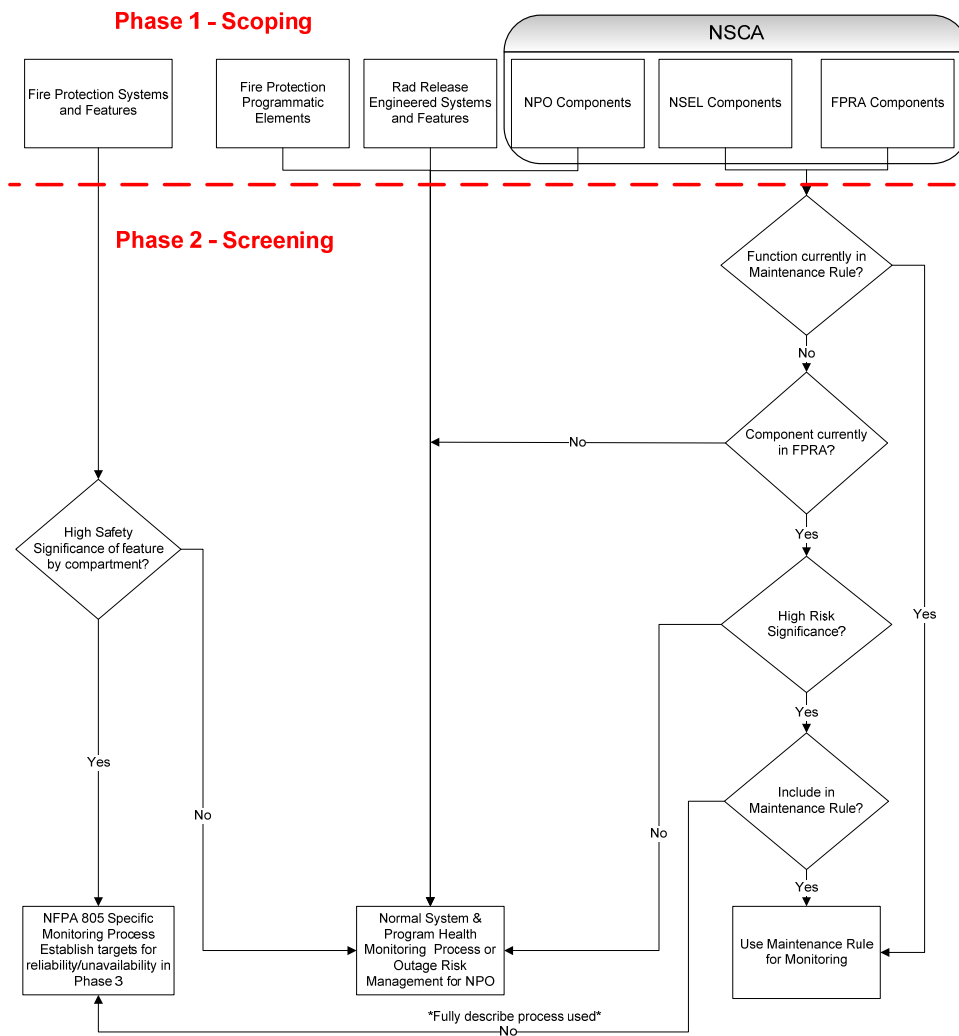 Phase 1 - Scoping
NSCA
Fire Protection Systems
and Features
Fire Protection
Programmatic
Elements
Rad Release
Engineered Systems
and Features
NPO Components
NSEL Components
FPRA Components
Phase 2 - Screening
Function currently in
Maintenance Rule?
No
Component currently
in FPRA?
No
Yes
High Safety
Significance of feature
by compartment?
High Risk
Significance?
Yes
Yes
Yes
No
No
Include in
Maintenance Rule?
Yes
NFPA 805 Specific
Monitoring Process
Establish targets for
reliability/unavailability in
Phase 3
Normal System &
Program Health
Monitoring Process or
Outage Risk
Management for NPO
Use Maintenance Rule
for Monitoring
*Fully describe process used*
No